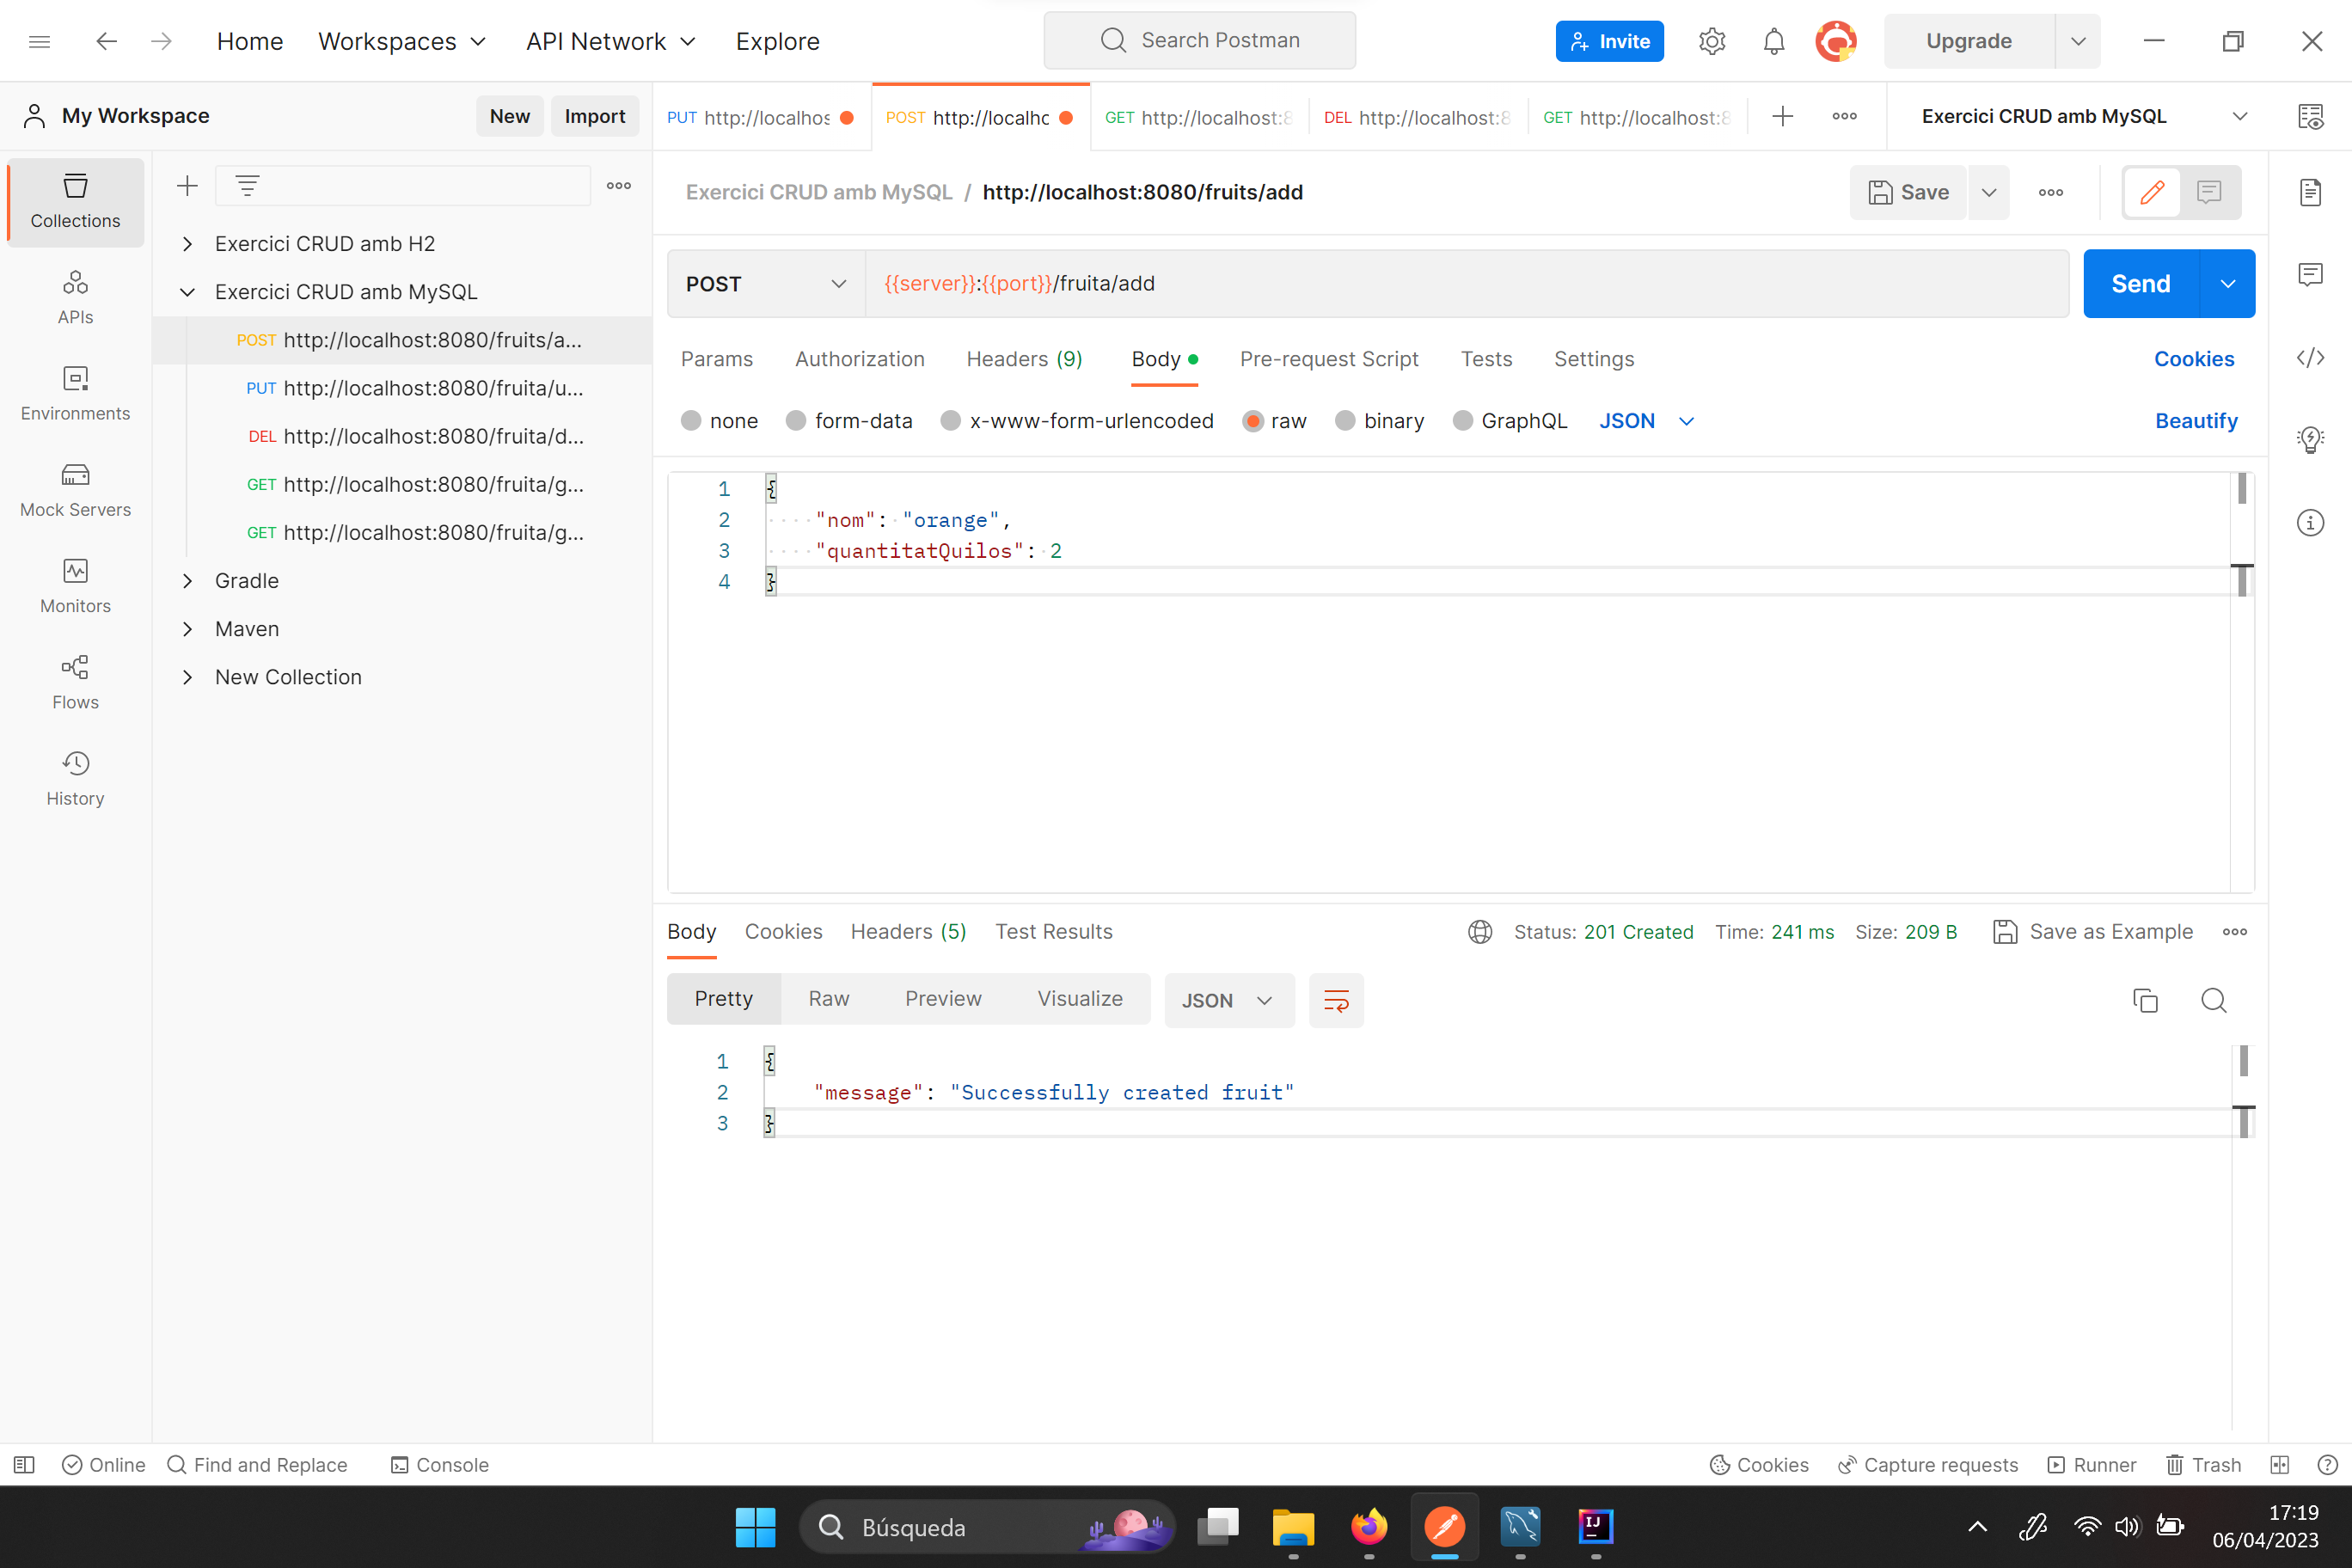 Home Workspaces API Network Explore Search Postman Invite Upgrade
My Workspace New Import
PUT http://localhos POST http://localhc GET http://localhost:8 DEL http://localhost:8 GET http://localhost:8 Exercici CRUD amb MySQL
Collections
APIs
Environments
Mock Servers
Monitors
Flows
History
Exercici CRUD amb H2
Exercici CRUD amb MySQL
POST http://localhost:8080/fruits/a...
PUT http://localhost:8080/fruita/u...
DEL http://localhost:8080/fruita/d...
GET http://localhost:8080/fruita/g...
GET http://localhost:8080/fruita/g...
Gradle
Maven
New Collection
Exercici CRUD amb MySQL / http://localhost:8080/fruits/add Save
POST {{server}}:{{port}}/fruita/add Send
Params Authorization Headers (9) Body Pre-request Script Tests Settings Cookies
none form-data x-www-form-urlencoded raw binary GraphQL JSON Beautify
1 {
2 "nom": "orange",
3 "quantitatQuilos": 2
4 }
Body Cookies Headers (5) Test Results Status: 201 Created Time: 241 ms Size: 209 B Save as Example
Pretty Raw Preview Visualize JSON
1 {
2 "message": "Successfully created fruit"
3 }
Online Find and Replace Console Cookies Capture requests Runner Trash
Búsqueda IJ 17:19
06/04/2023